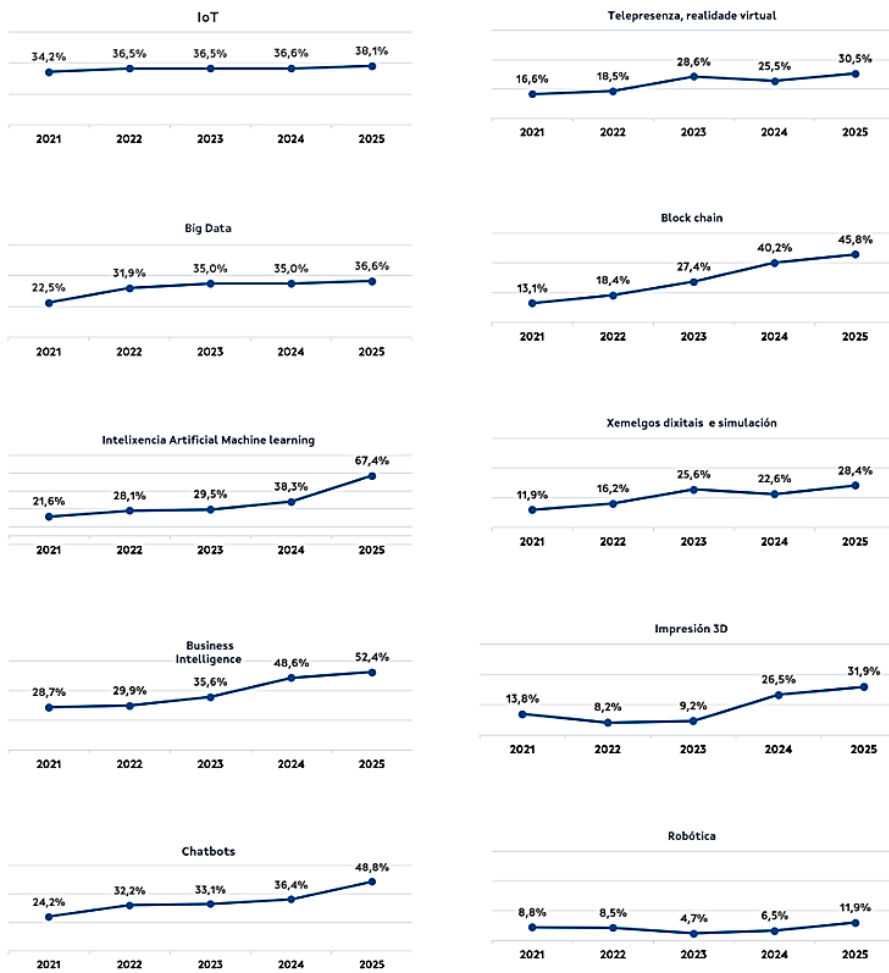 IoT
34,2% 36,5% 36,5% 36,6% 38,1%
2021 2022 2023 2024 2025
Telepresenza, realidade virtual
16,6% 18,5% 28,6% 25,5% 30,5%
2021 2022 2023 2024 2025
Big Data
22,5% 31,9% 35,0% 35,0% 36,6%
2021 2022 2023 2024 2025
Block chain
13,1% 18,4% 27,4% 40,2% 45,8%
2021 2022 2023 2024 2025
Intelixencia Artificial Machine learning
21,6% 28,1% 29,5% 38,3% 67,4%
2021 2022 2023 2024 2025
Xemelgos dixitais e simulación
11,9% 16,2% 25,6% 22,6% 28,4%
2021 2022 2023 2024 2025
Business
Intelligence
28,7% 29,9% 35,6% 48,6% 52,4%
2021 2022 2023 2024 2025
Impresión 3D
13,8% 8,2% 9,2% 26,5% 31,9%
2021 2022 2023 2024 2025
Chatbots
24,2% 32,2% 33,1% 36,4% 48,8%
2021 2022 2023 2024 2025
Robótica
8,8% 8,5% 4,7% 6,5% 11,9%
2021 2022 2023 2024 2025